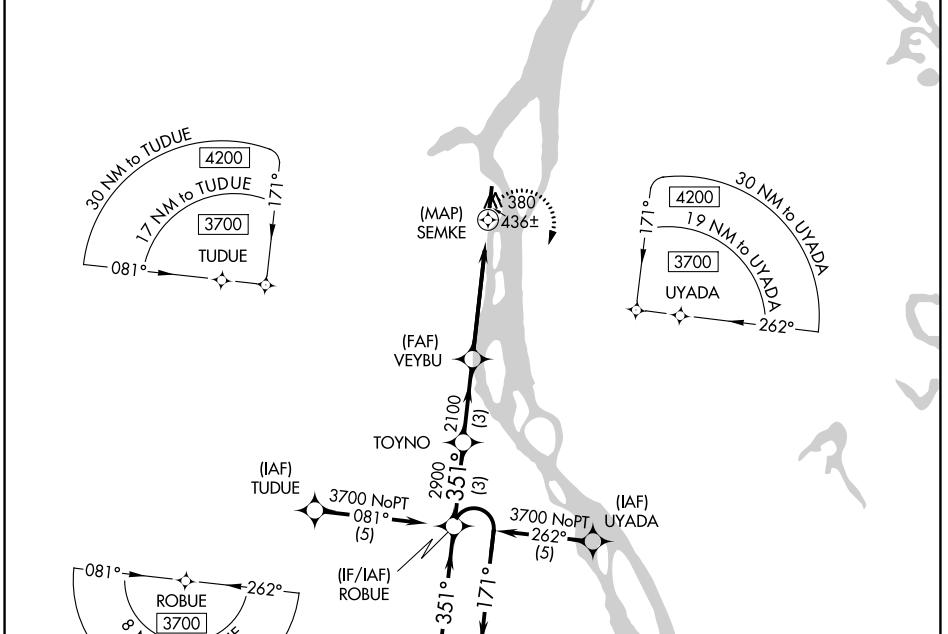 30 NM to TUDUE
4200
17 NM to TUDUE
3700
TUDUE
171°
081°
(MAP)
SEMKE
380
436±
30 NM to UYADA
4200
19 NM to UYADA
3700
UYADA
171°
262°
(FAF)
VEYBU
2100
(3)
TOYNO
2900
351°
(3)
(IAF)
TUDUE
3700 NoPT
081°
(5)
(IAF)
UYADA
3700 NoPT
262°
(5)
(IF/IAF)
ROBUE
351°
171°
081°
262°
ROBUE
3700
8
E